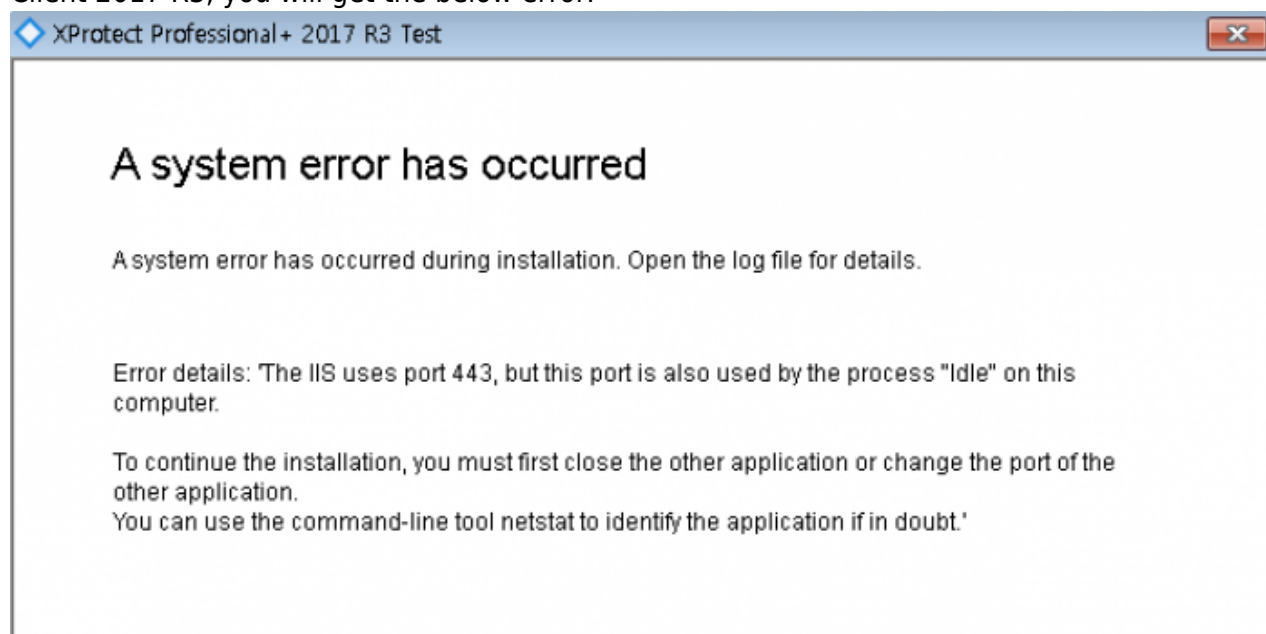 Client 2017 R3, you will get the below error:
XProtect Professional+ 2017 R3 Test
A system error has occurred
A system error has occurred during installation. Open the log file for details.
Error details: 'The IIS uses port 443, but this port is also used by the process "Idle" on this
computer.
To continue the installation, you must first close the other application or change the port of the
other application.
You can use the command-line tool netstat to identify the application if in doubt.'